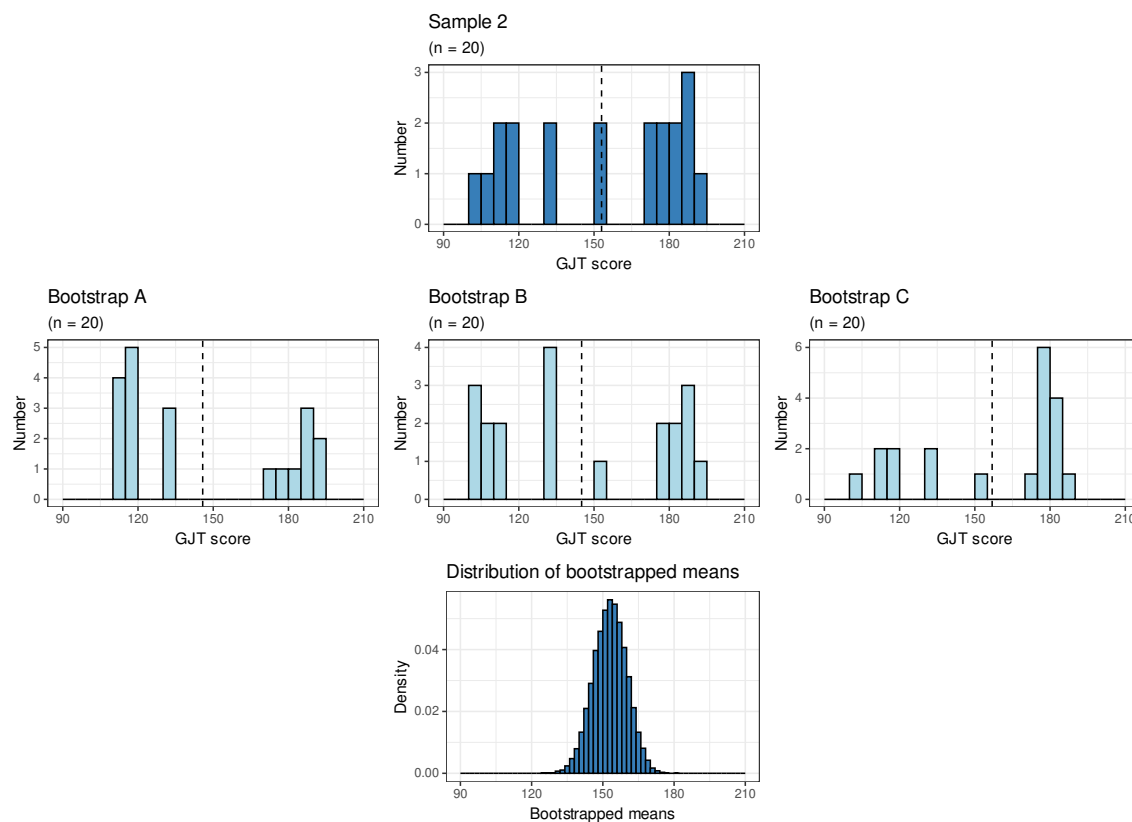 Sample 2
(n = 20)
3
2
1
0
Number
90 120 150 180 210
GJT score
Bootstrap A
(n = 20)
5
4
3
2
1
0
Number
90 120 150 180 210
GJT score
Bootstrap B
(n = 20)
4
3
2
1
0
Number
90 120 150 180 210
GJT score
Bootstrap C
(n = 20)
6
4
2
0
Number
90 120 150 180 210
GJT score
Distribution of bootstrapped means
0.04
0.02
0.00
Density
90 120 150 180 210
Bootstrapped means